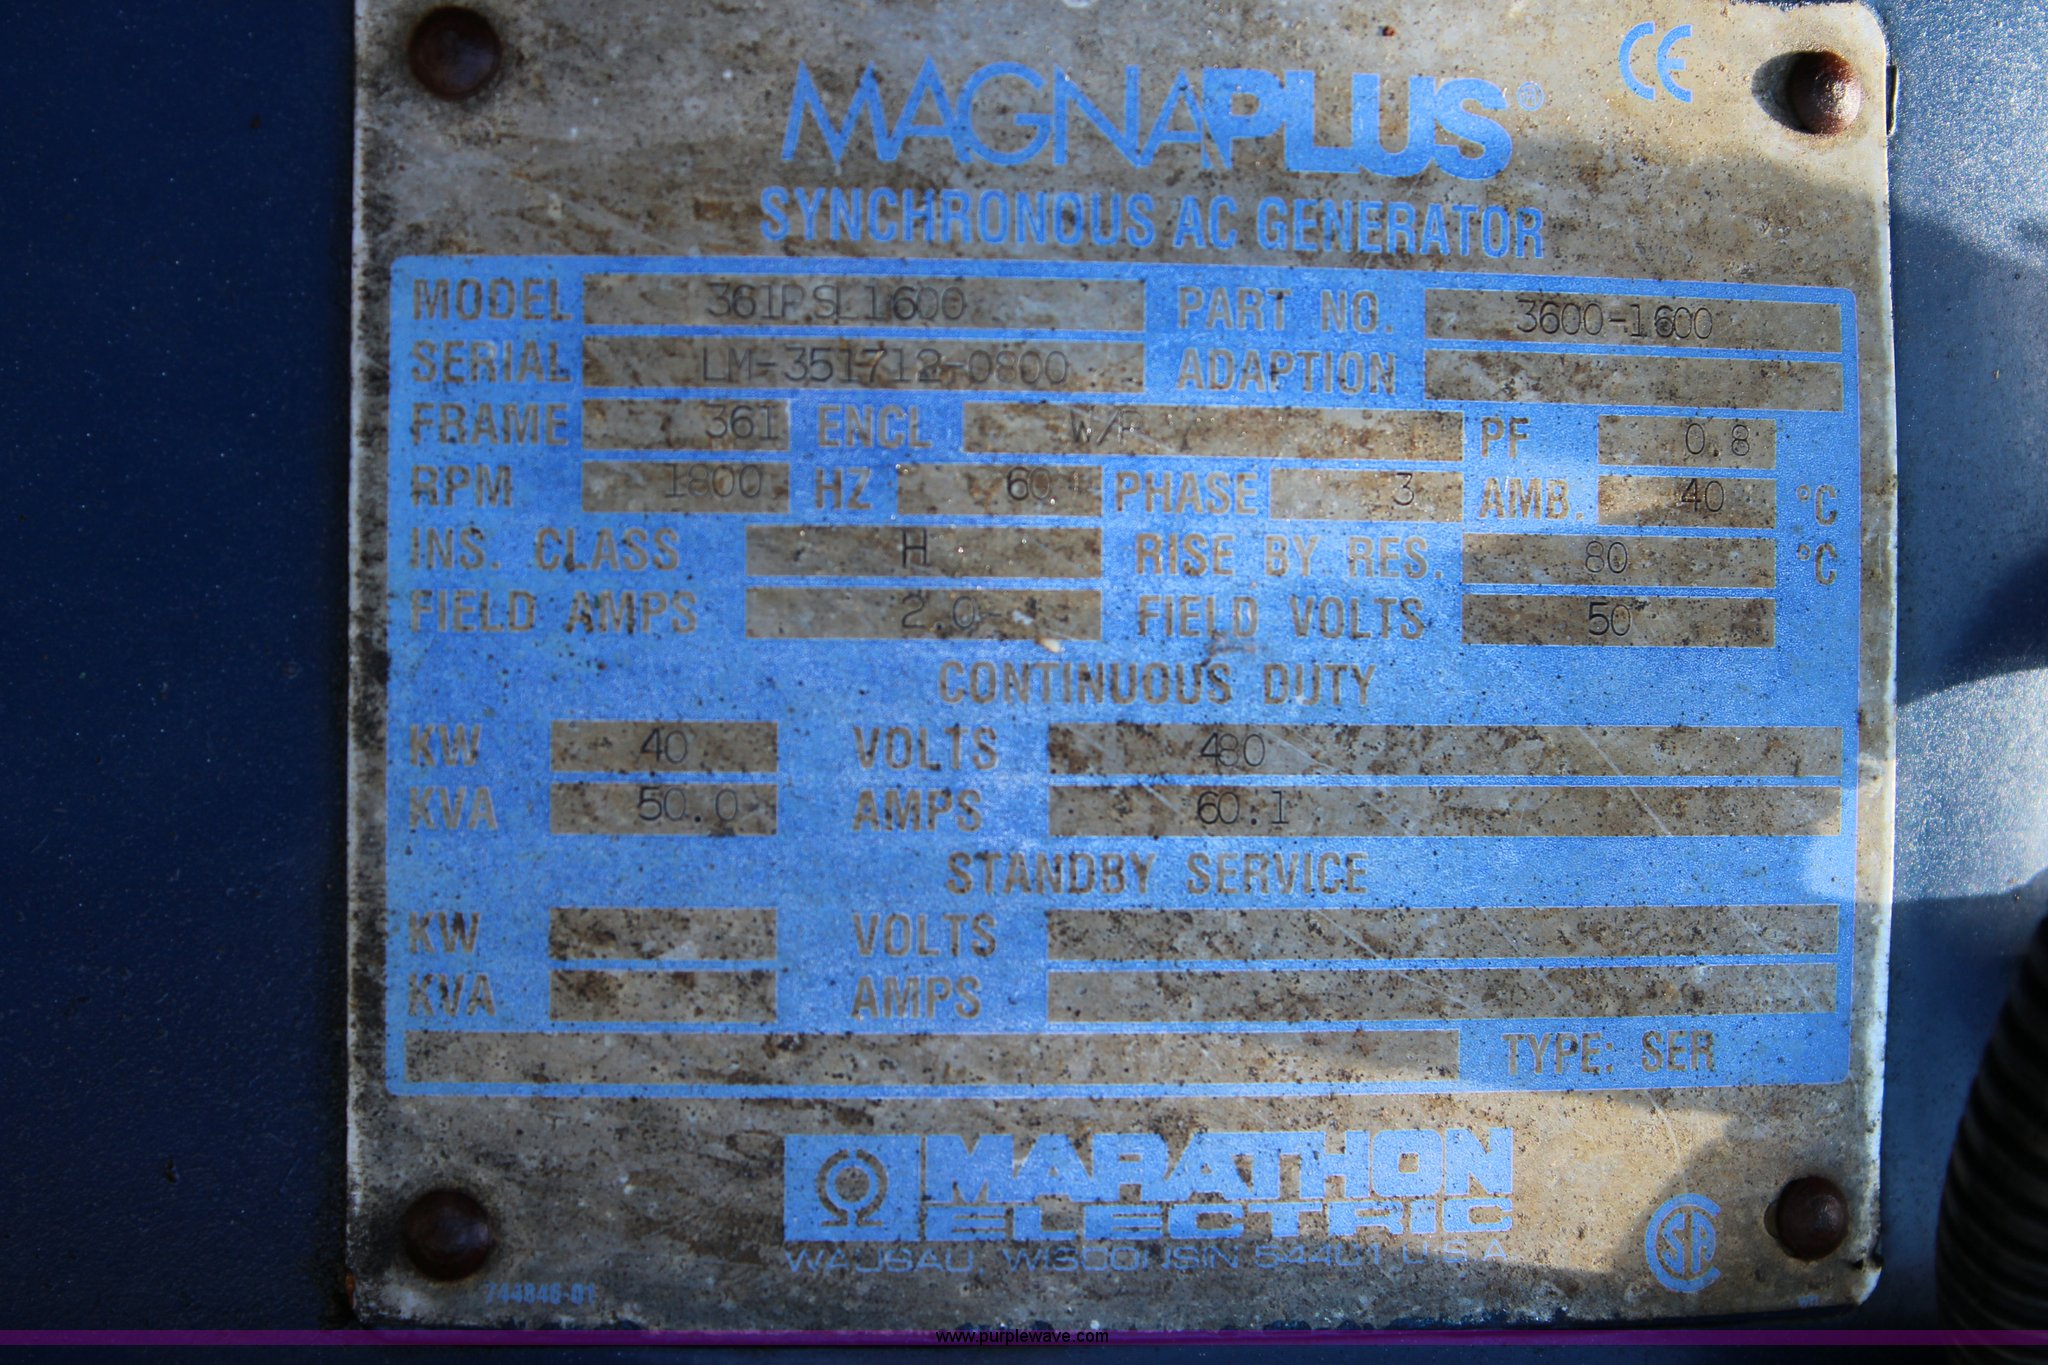 CE
MAGNAPLUS®
SYNCHRONOUS AC GENERATOR
MODEL 361PSL1600 PART NO. 3600-1600
SERIAL LM-351712-0800 ADAPTION
FRAME 361 ENCL W/P PF 0.8
RPM 1800 HZ 60 PHASE 3 AMB. 40 °C
INS. CLASS H RISE BY RES. 80 °C
FIELD AMPS 2.0 FIELD VOLTS 50
CONTINUOUS DUTY
KW 40 VOLTS 480
KVA 50.0 AMPS 60.1
STANDBY SERVICE
KW VOLTS
KVA AMPS
TYPE: SER
MARATHON
ELECTRIC
WAUSAU, WISCONSIN 54401 U.S.A.
SA
744846-01
www.purplewave.com